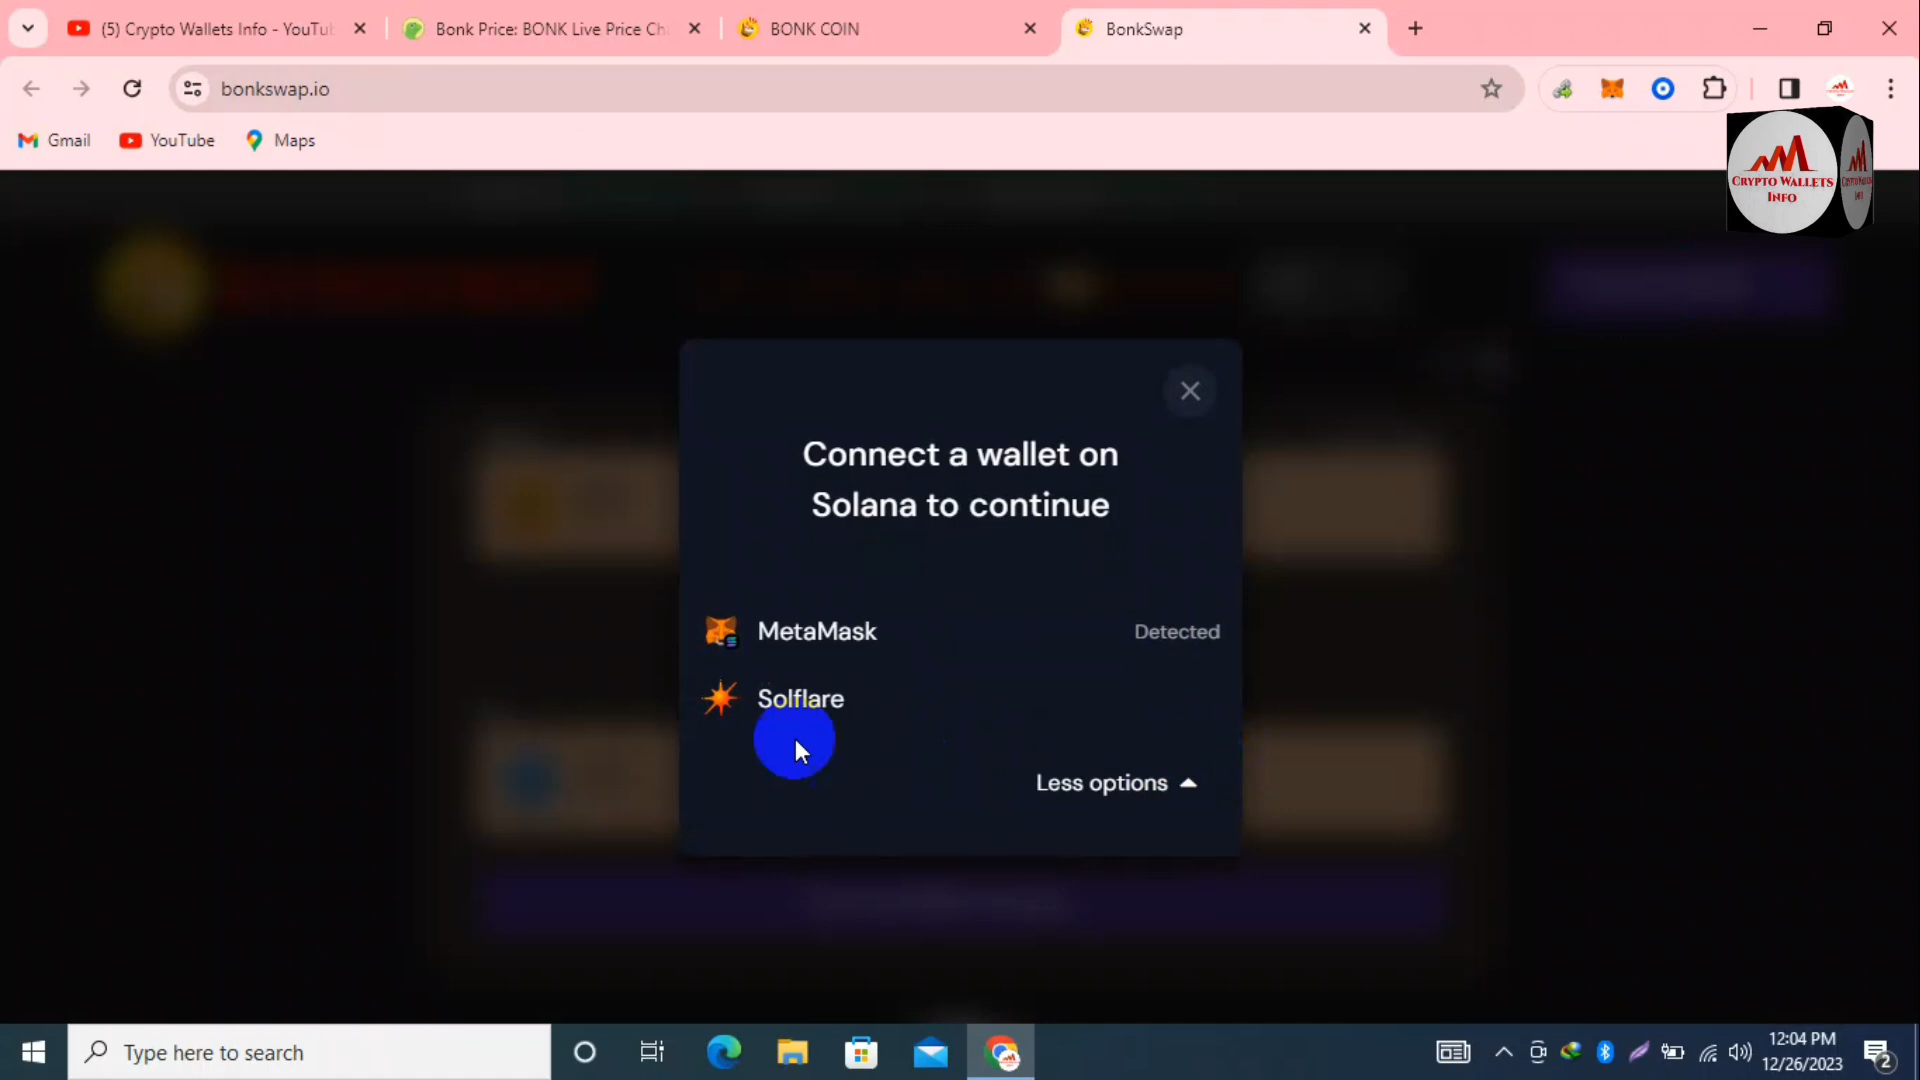 (5) Crypto Wallets Info - YouTu
Bonk Price: BONK Live Price Ch
BONK COIN
BonkSwap
bonkswap.io
Gmail
YouTube
Maps
CRYPTO WALLETS
INFO
Connect a wallet on
Solana to continue
MetaMask
Detected
Solflare
Less options
Type here to search
12:04 PM
12/26/2023
2